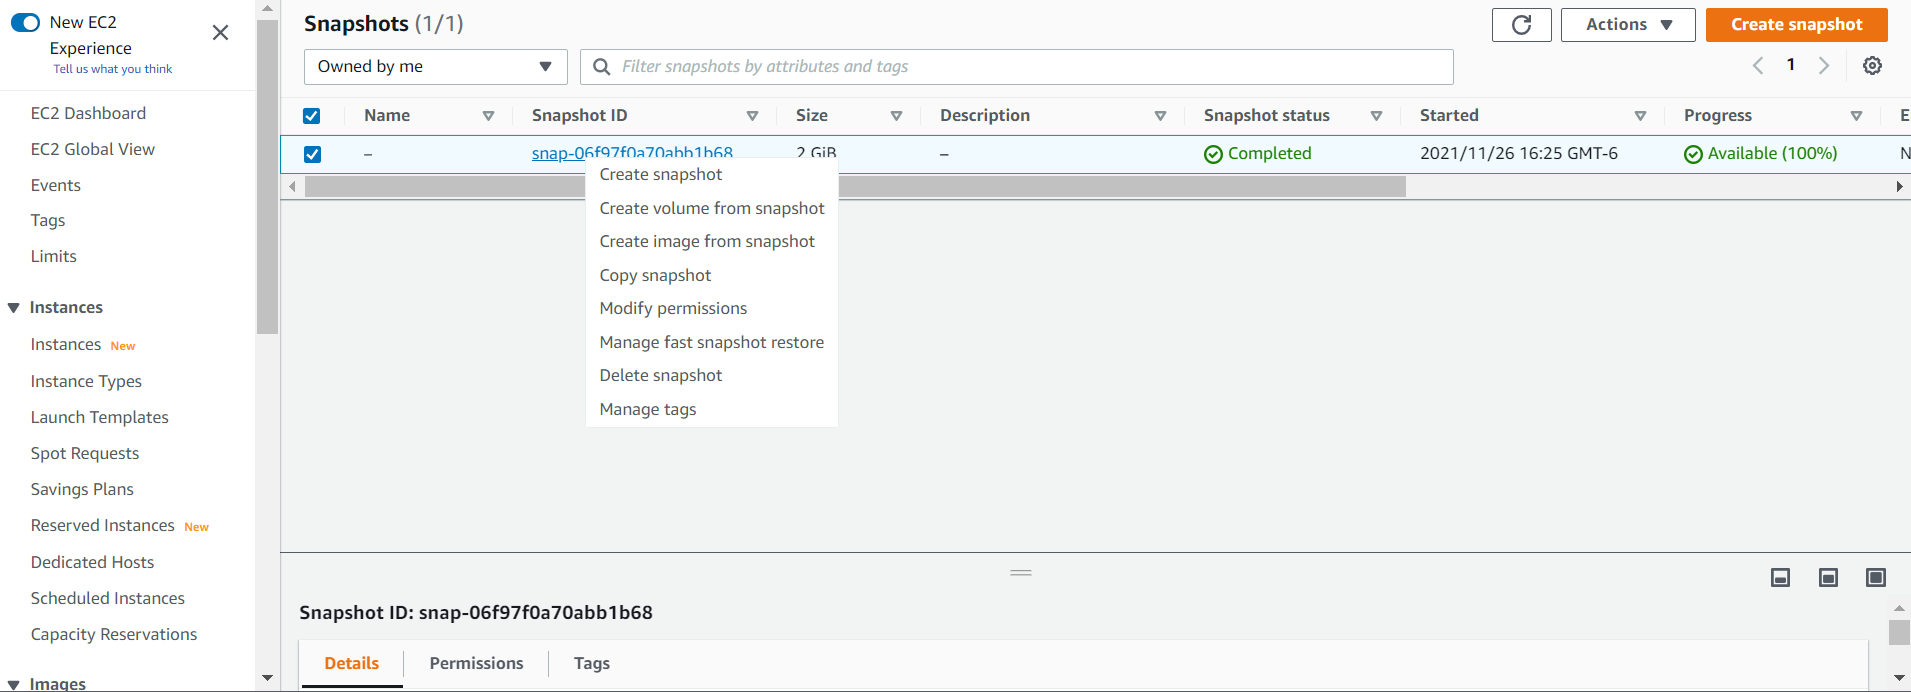 New EC2
Experience
Tell us what you think
EC2 Dashboard
EC2 Global View
Events
Tags
Limits
Instances
Instances New
Instance Types
Launch Templates
Spot Requests
Savings Plans
Reserved Instances New
Dedicated Hosts
Scheduled Instances
Capacity Reservations
Images
Snapshots (1/1)
Actions
Create snapshot
Owned by me
Filter snapshots by attributes and tags
1
Name Snapshot ID Size Description Snapshot status Started Progress E
– snap-06f97f0a70abb1b68 2 GiB – Completed 2021/11/26 16:25 GMT-6 Available (100%) N
Create snapshot
Create volume from snapshot
Create image from snapshot
Copy snapshot
Modify permissions
Manage fast snapshot restore
Delete snapshot
Manage tags
Snapshot ID: snap-06f97f0a70abb1b68
Details Permissions Tags